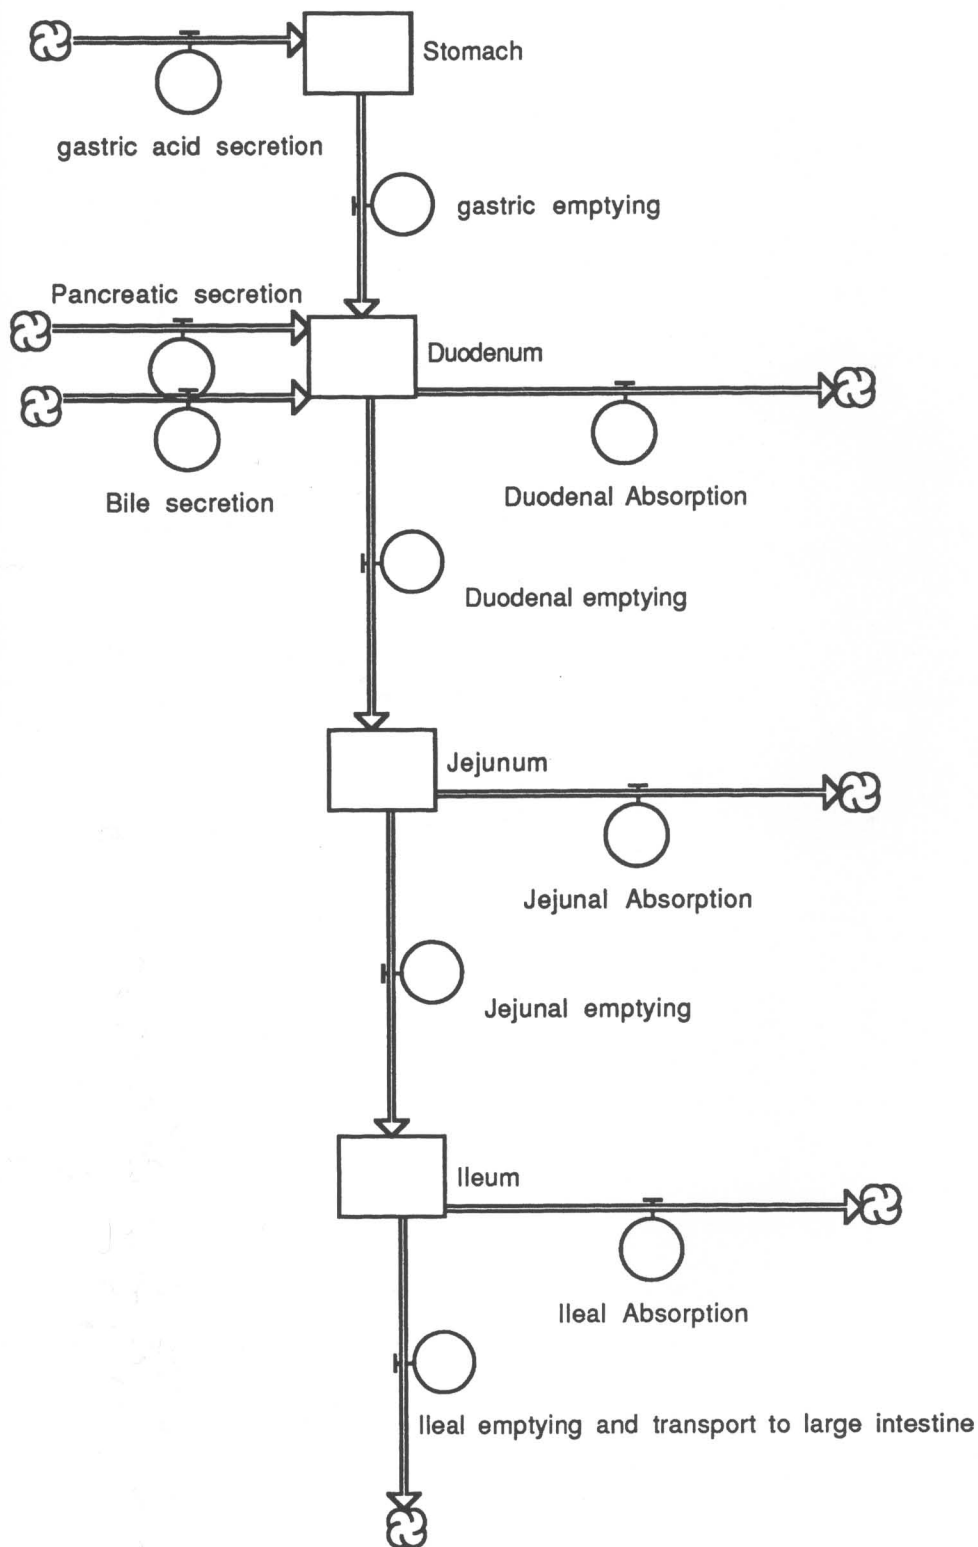 Stomach
gastric acid secretion
gastric emptying
Pancreatic secretion
Duodenum
Bile secretion
Duodenal Absorption
Duodenal emptying
Jejunum
Jejunal Absorption
Jejunal emptying
Ileum
Ileal Absorption
Ileal emptying and transport to large intestine